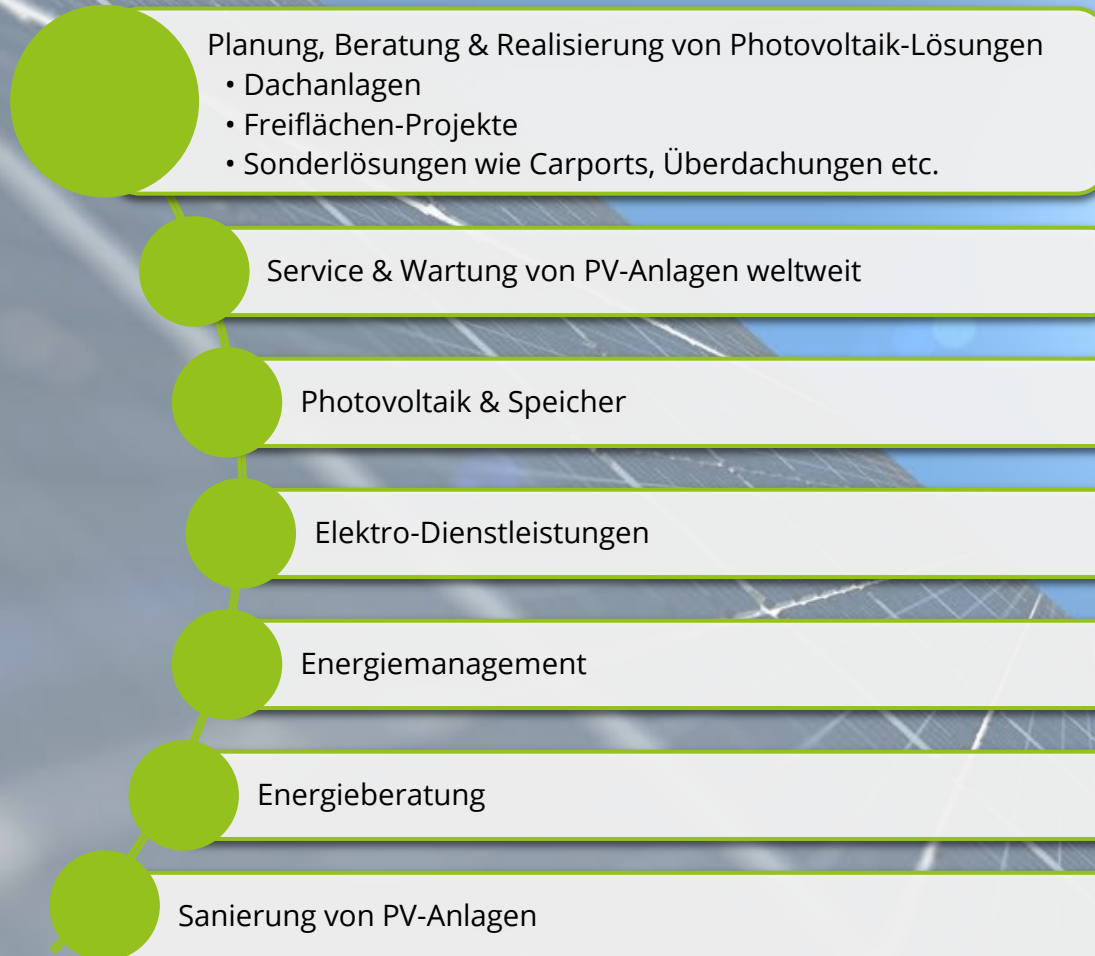 Planung, Beratung & Realisierung von Photovoltaik-Lösungen
• Dachanlagen
• Freiflächen-Projekte
• Sonderlösungen wie Carports, Überdachungen etc.
Service & Wartung von PV-Anlagen weltweit
Photovoltaik & Speicher
Elektro-Dienstleistungen
Energiemanagement
Energieberatung
Sanierung von PV-Anlagen